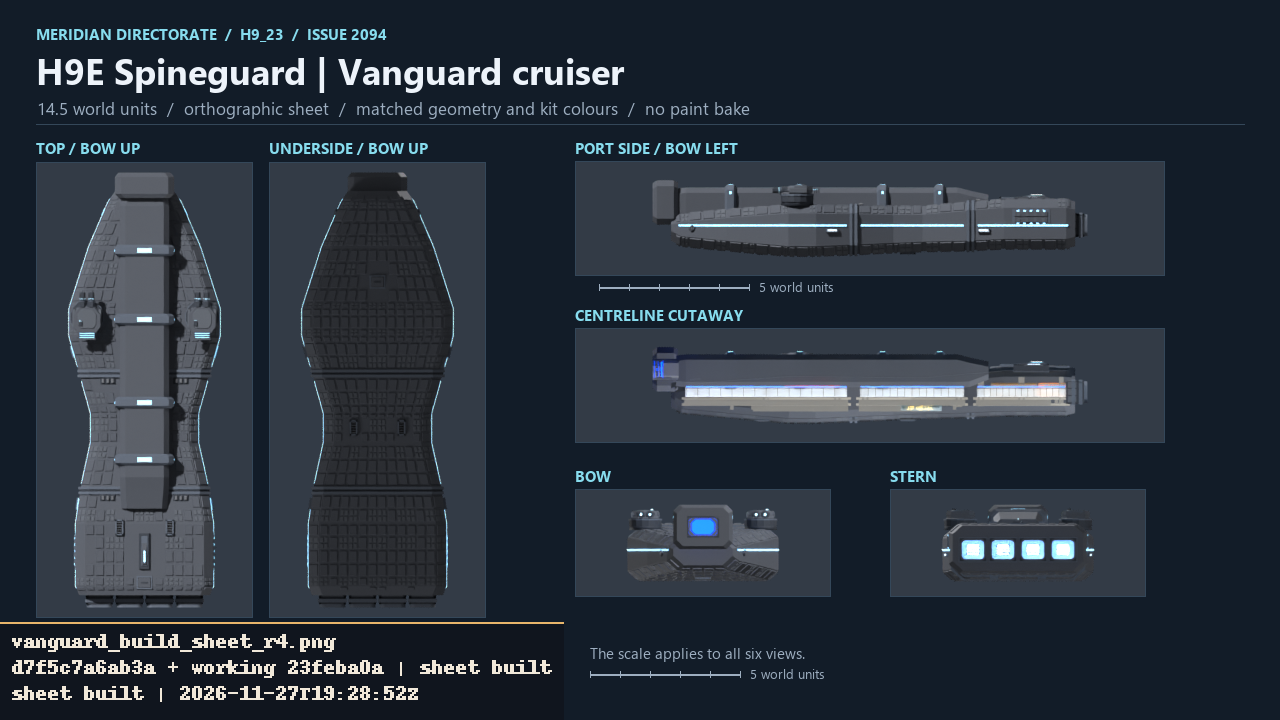 MERIDIAN DIRECTORATE / H9_23 / ISSUE 2094
H9E Spineguard | Vanguard cruiser
14.5 world units / orthographic sheet / matched geometry and kit colours / no paint bake
TOP / BOW UP
UNDERSIDE / BOW UP
PORT SIDE / BOW LEFT
5 world units
CENTRELINE CUTAWAY
BOW
STERN
The scale applies to all six views.
5 world units
vanguard_build_sheet_r4.png
d7f5c7a6ab3a + working 23feba0a | sheet built
sheet built | 2026-11-27T19:28:52z